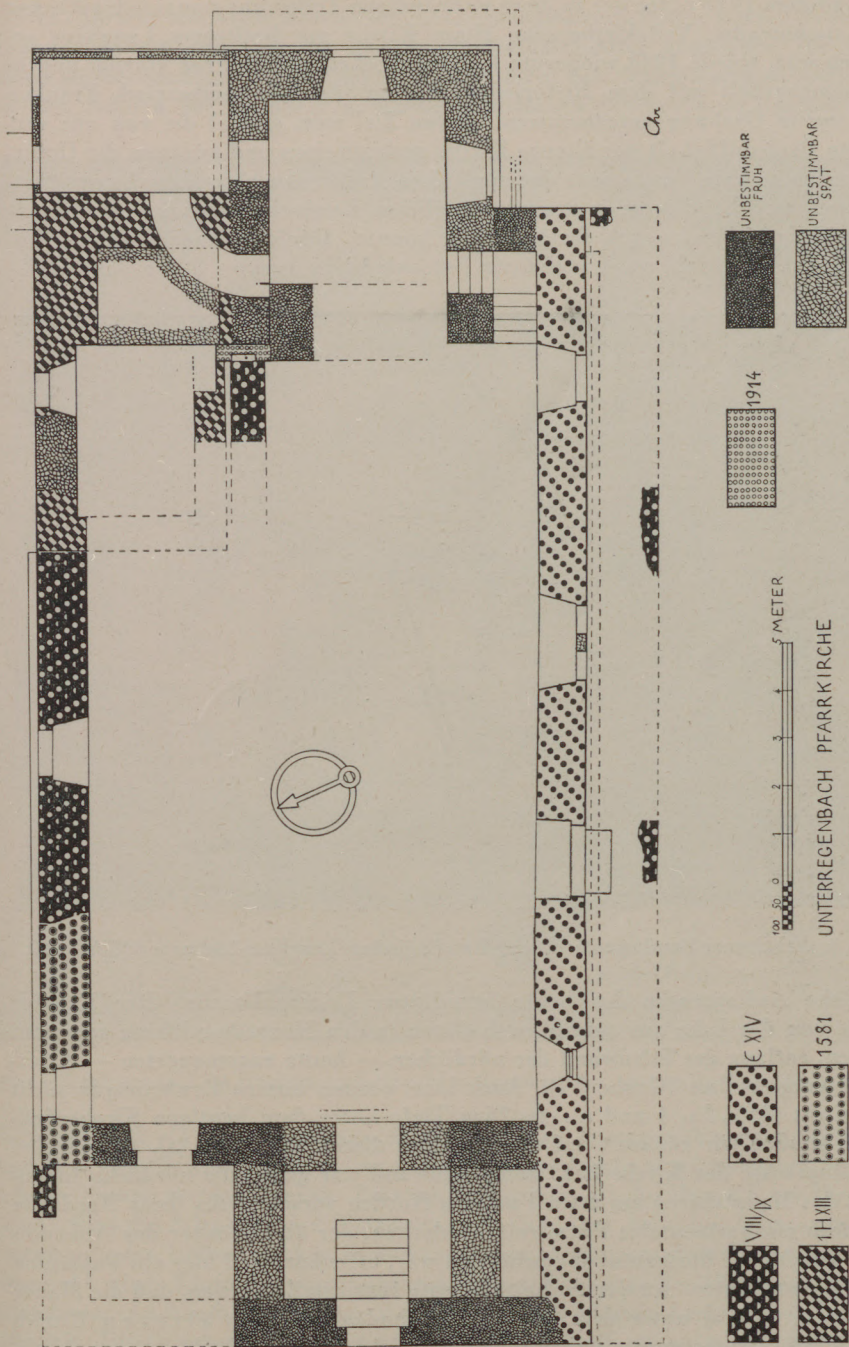 Chr
VIII/IX
1.H XIII
Є XIV
1581
100 50 0 1 2 3 4 5 METER
UNTERREGENBACH PFARRKIRCHE
1914
UNBESTIMMBAR
FRÜH
UNBESTIMMBAR
SPÄT